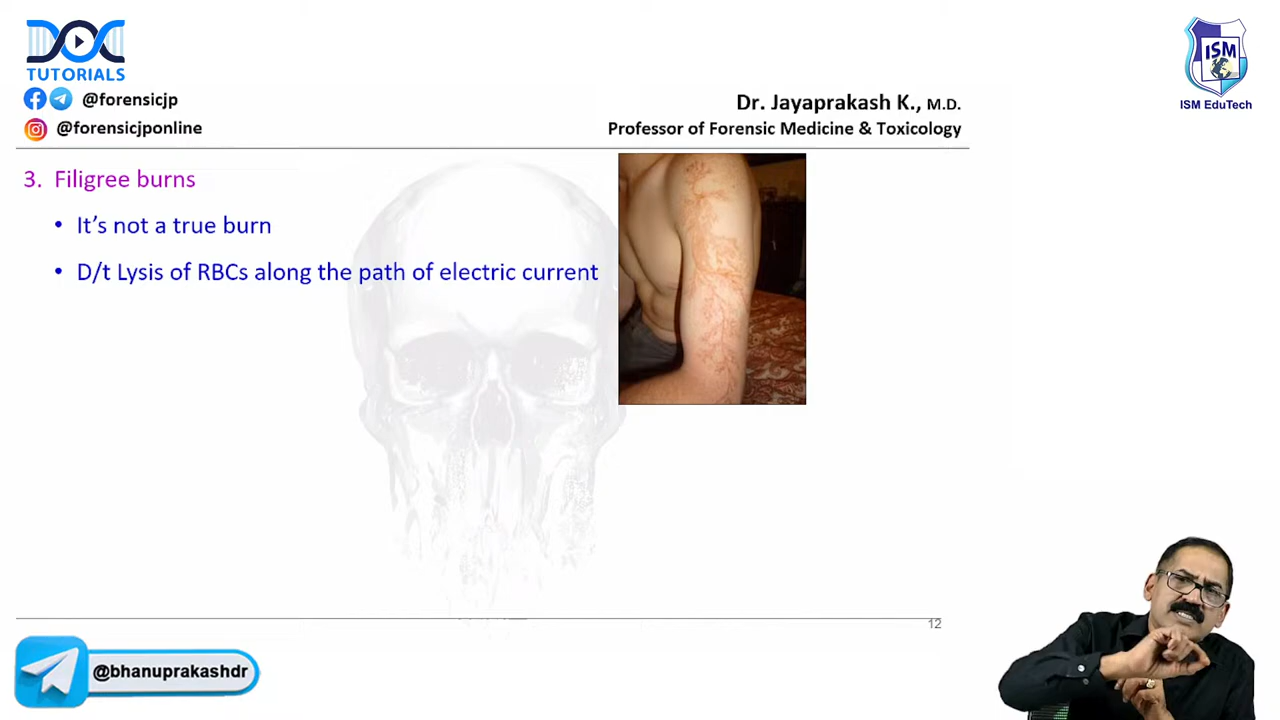 DOC
TUTORIALS
@forensicjp
@forensicjponline
ISM
ISM EduTech
Dr. Jayaprakash K., M.D.
Professor of Forensic Medicine & Toxicology
3. Filigree burns
• It’s not a true burn
• D/t Lysis of RBCs along the path of electric current
12
@bhanuprakashdr